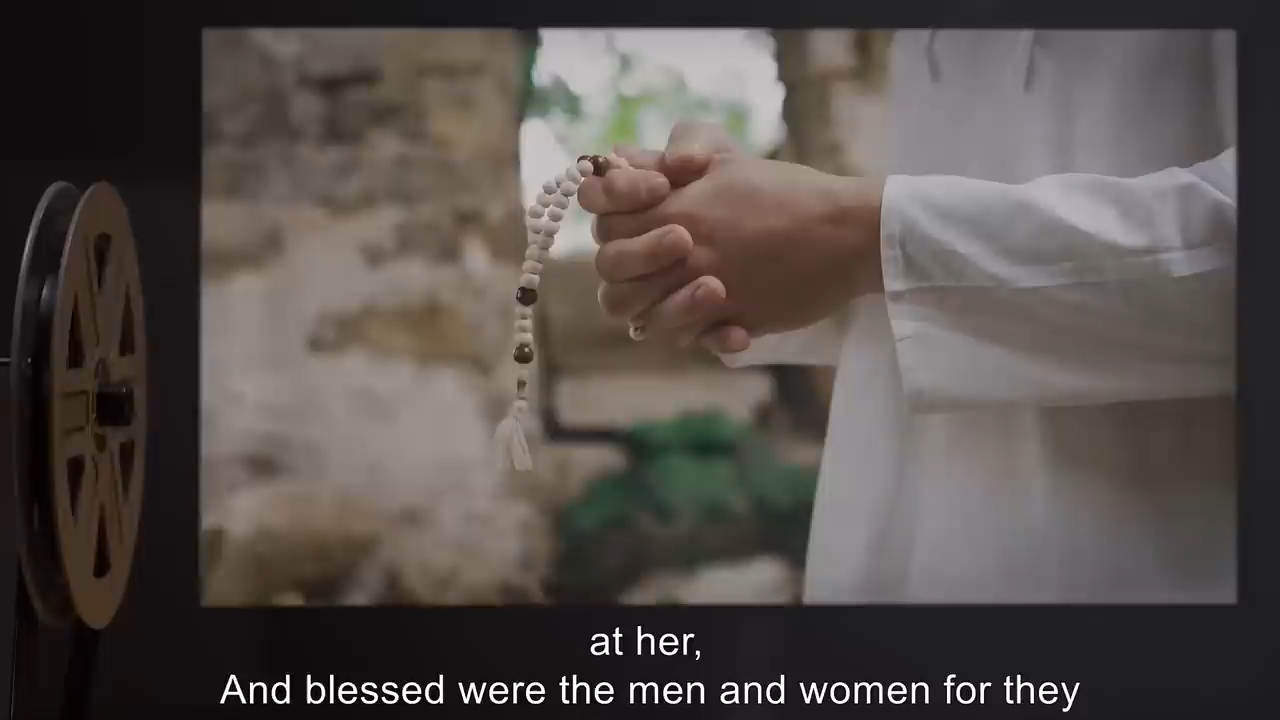 at her,
And blessed were the men and women for they